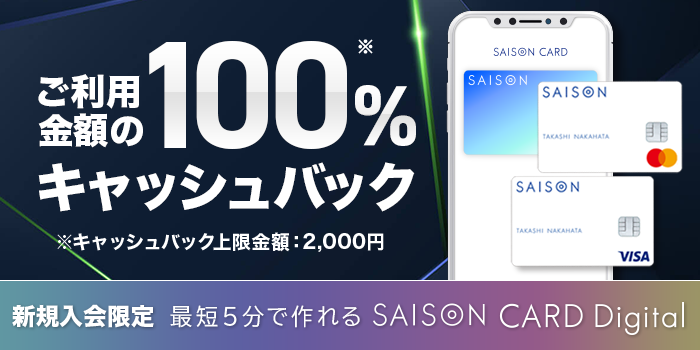 ご利用
金額の
100%※
キャッシュバック
※キャッシュバック上限金額：2,000円
SAISON CARD
SAISON
SAISON
TAKASHI NAKAHATA
SAISON
TAKASHI NAKAHATA
VISA
新規入会限定 最短5分で作れる SAISON CARD Digital